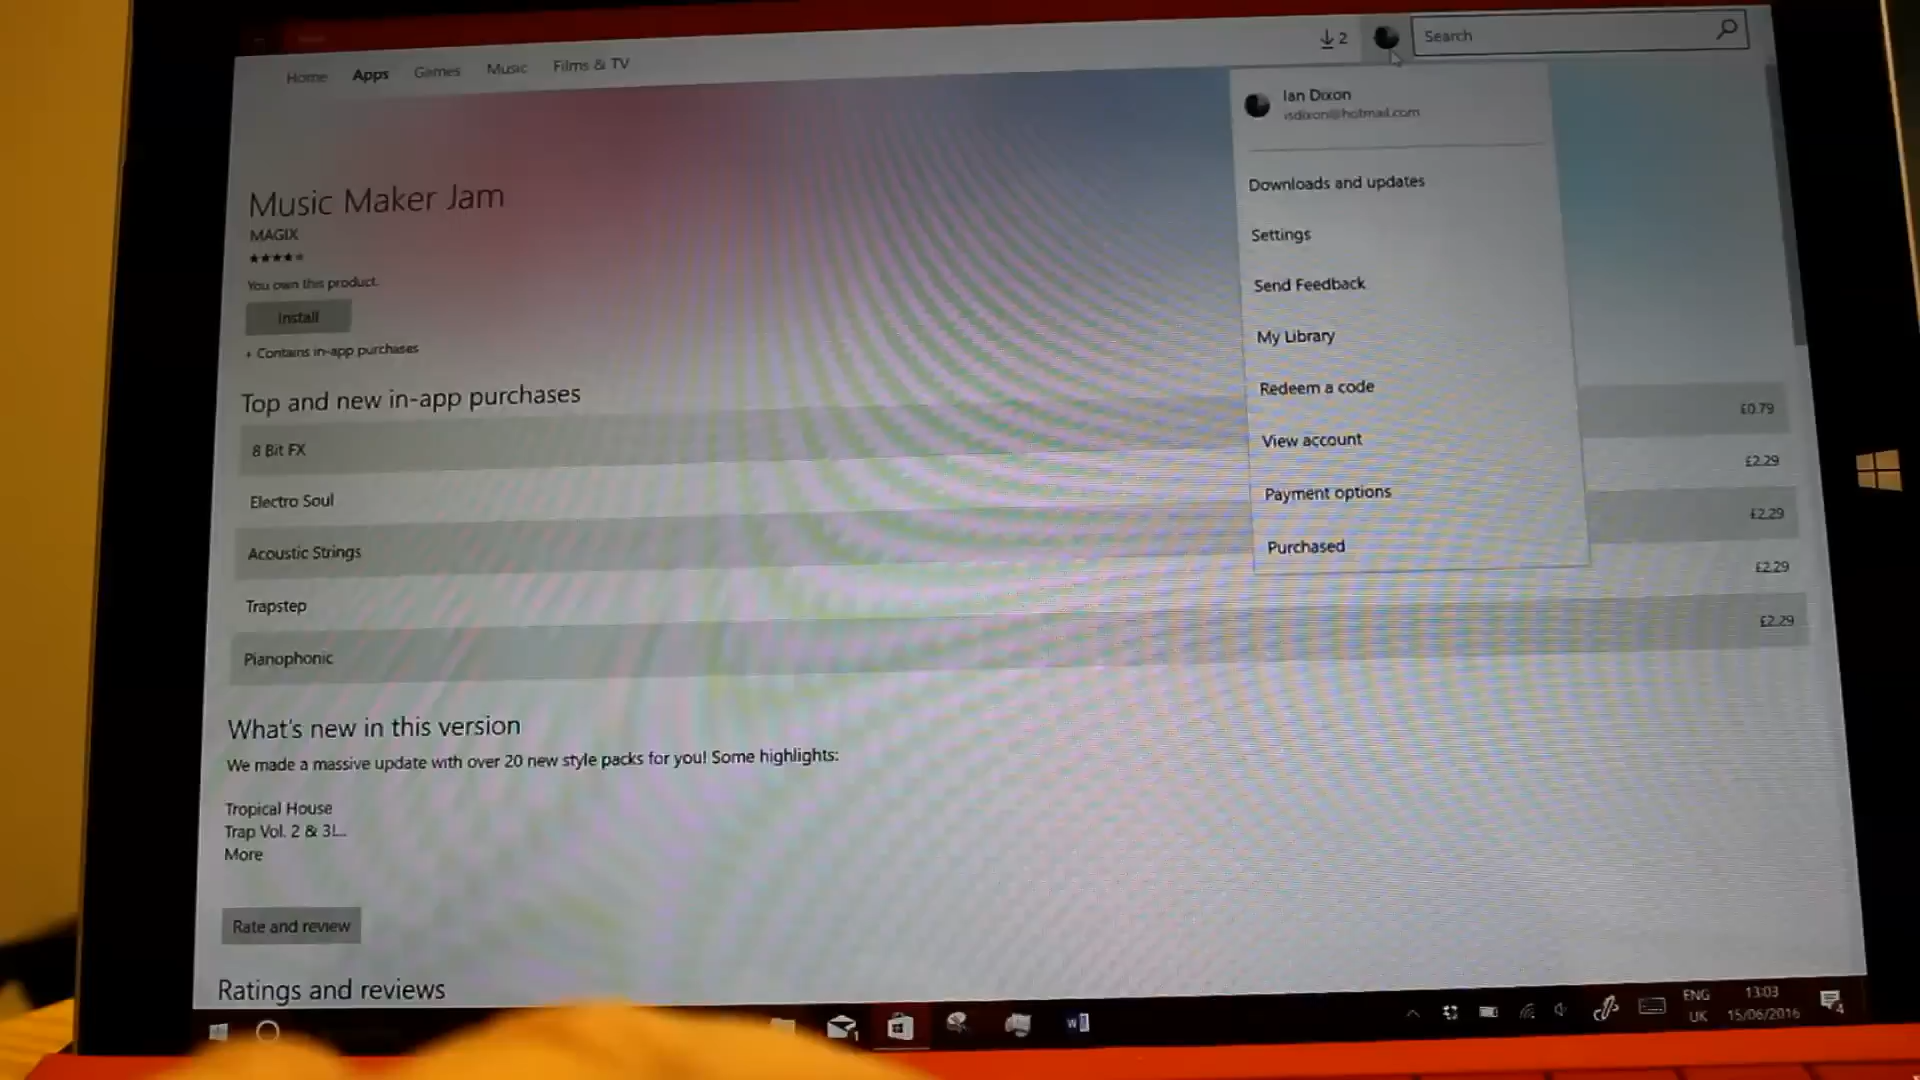 Home Apps Games Music Films & TV
2
Search
Ian Dixon
isdixon@hotmail.com
Downloads and updates
Settings
Send Feedback
My Library
Redeem a code
View account
Payment options
Purchased
Music Maker Jam
MAGIX
You own this product.
Install
+ Contains in-app purchases
Top and new in-app purchases
8 Bit FX £0.79
Electro Soul £2.29
Acoustic Strings £2.29
Trapstep £2.29
Pianophonic £2.29
What's new in this version
We made a massive update with over 20 new style packs for you! Some highlights:
Tropical House
Trap Vol. 2 & 3L...
More
Rate and review
Ratings and reviews
ENG
UK
13:03
15/06/2016